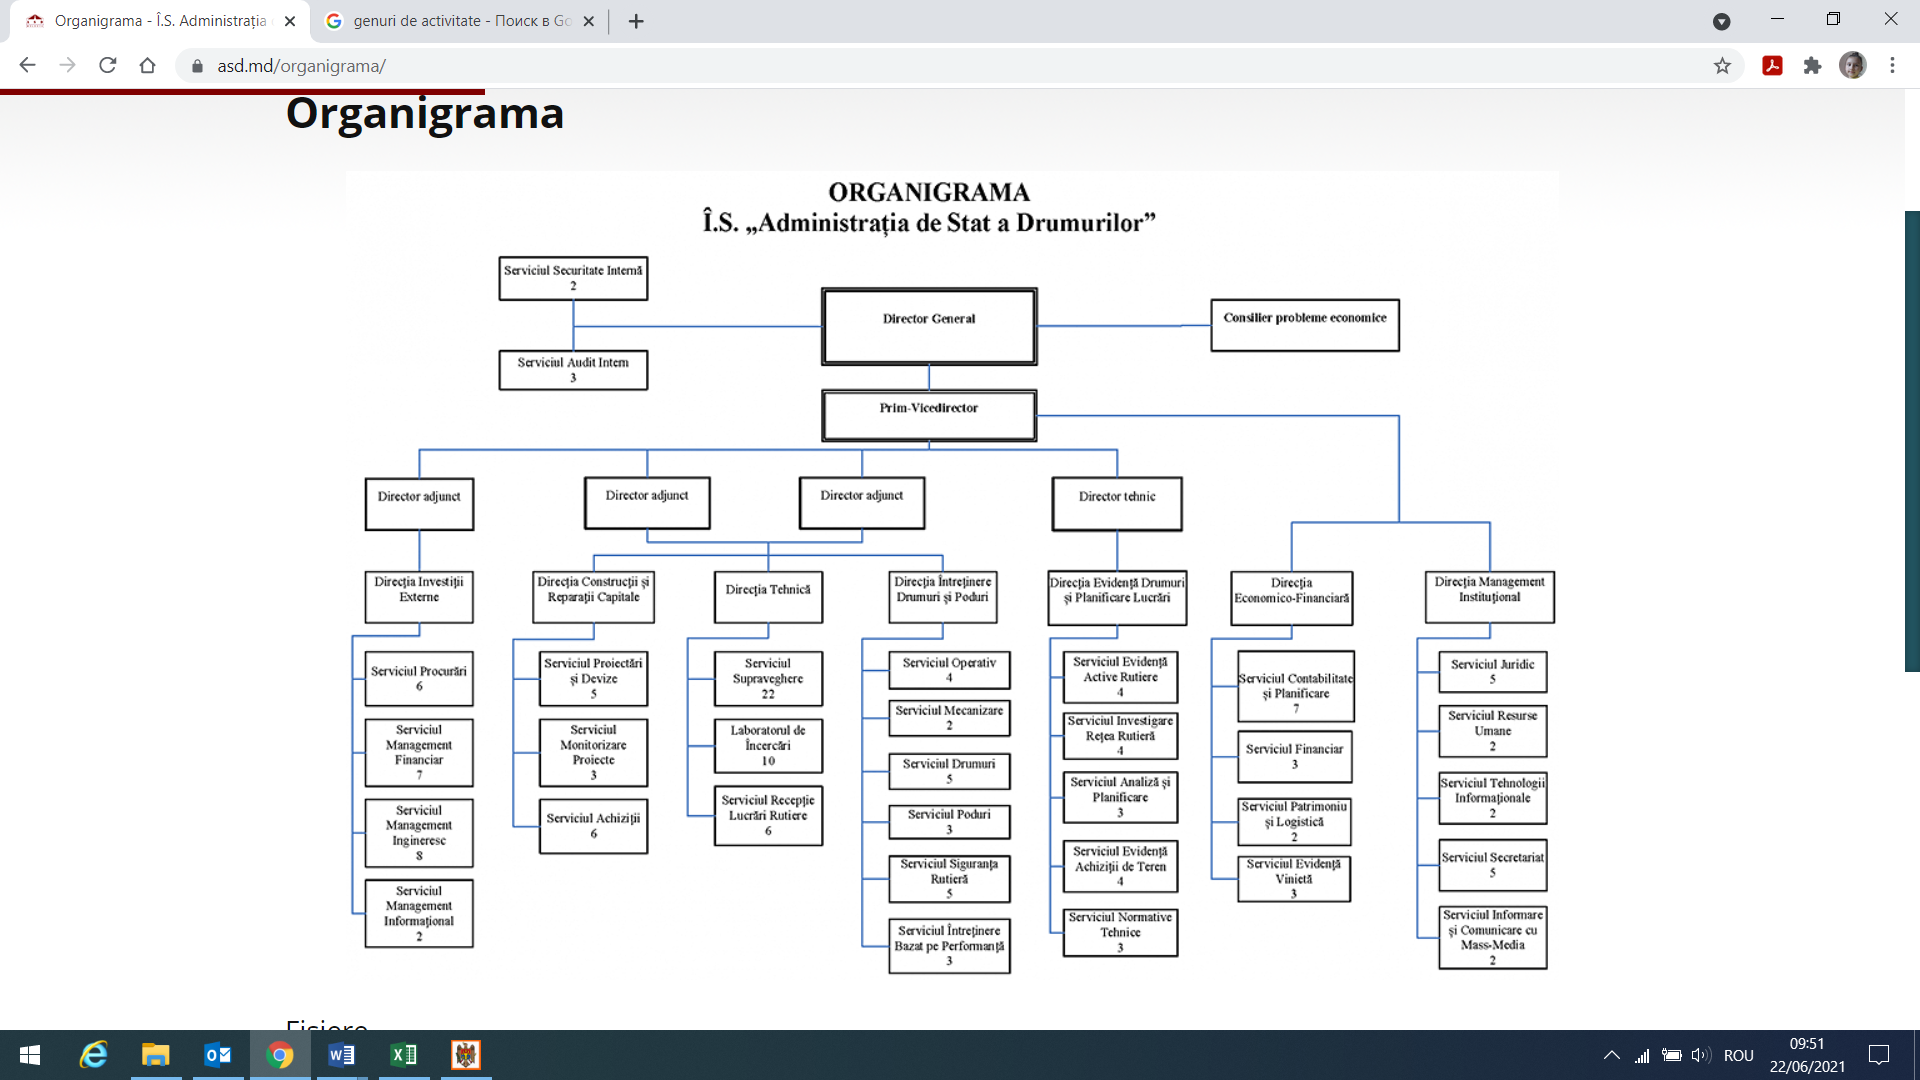 Organigrama - Î.S. Administrația
genuri de activitate - Поиск в Go
asd.md/organigrama/
Organigrama
ORGANIGRAMA
Î.S. „Administrația de Stat a Drumurilor”
Serviciul Securitate Internă
2
Director General
Consilier probleme economice
Serviciul Audit Intern
3
Prim-Vicedirector
Director adjunct
Director adjunct
Director adjunct
Director tehnic
Direcția Investiții
Externe
Direcția Construcții și
Reparații Capitale
Direcția Tehnică
Direcția Întreținere
Drumuri și Poduri
Direcția Evidență Drumuri
și Planificare Lucrări
Direcția
Economico-Financiară
Direcția Management
Instituțional
Serviciul Procurări
6
Serviciul
Management
Financiar
7
Serviciul
Management
Ingineresc
8
Serviciul
Management
Informațional
2
Serviciul Proiectări
și Devize
5
Serviciul
Monitorizare
Proiecte
3
Serviciul Achiziții
6
Serviciul
Supraveghere
22
Laboratorul de
Încercări
10
Serviciul Recepție
Lucrări Rutiere
6
Serviciul Operativ
4
Serviciul Mecanizare
2
Serviciul Drumuri
5
Serviciul Poduri
3
Serviciul Siguranța
Rutieră
5
Serviciul Întreținere
Bazat pe Performanță
3
Serviciul Evidență
Active Rutiere
4
Serviciul Investigare
Rețea Rutieră
4
Serviciul Analiză și
Planificare
3
Serviciul Evidență
Achiziții de Teren
4
Serviciul Normative
Tehnice
3
Serviciul Contabilitate
și Planificare
7
Serviciul Financiar
3
Serviciul Patrimoniu
și Logistică
2
Serviciul Evidență
Vinietă
3
Serviciul Juridic
5
Serviciul Resurse
Umane
2
Serviciul Tehnologii
Informaționale
2
Serviciul Secretariat
5
Serviciul Informare
și Comunicare cu
Mass-Media
2
Fișiere
ROU
09:51
22/06/2021